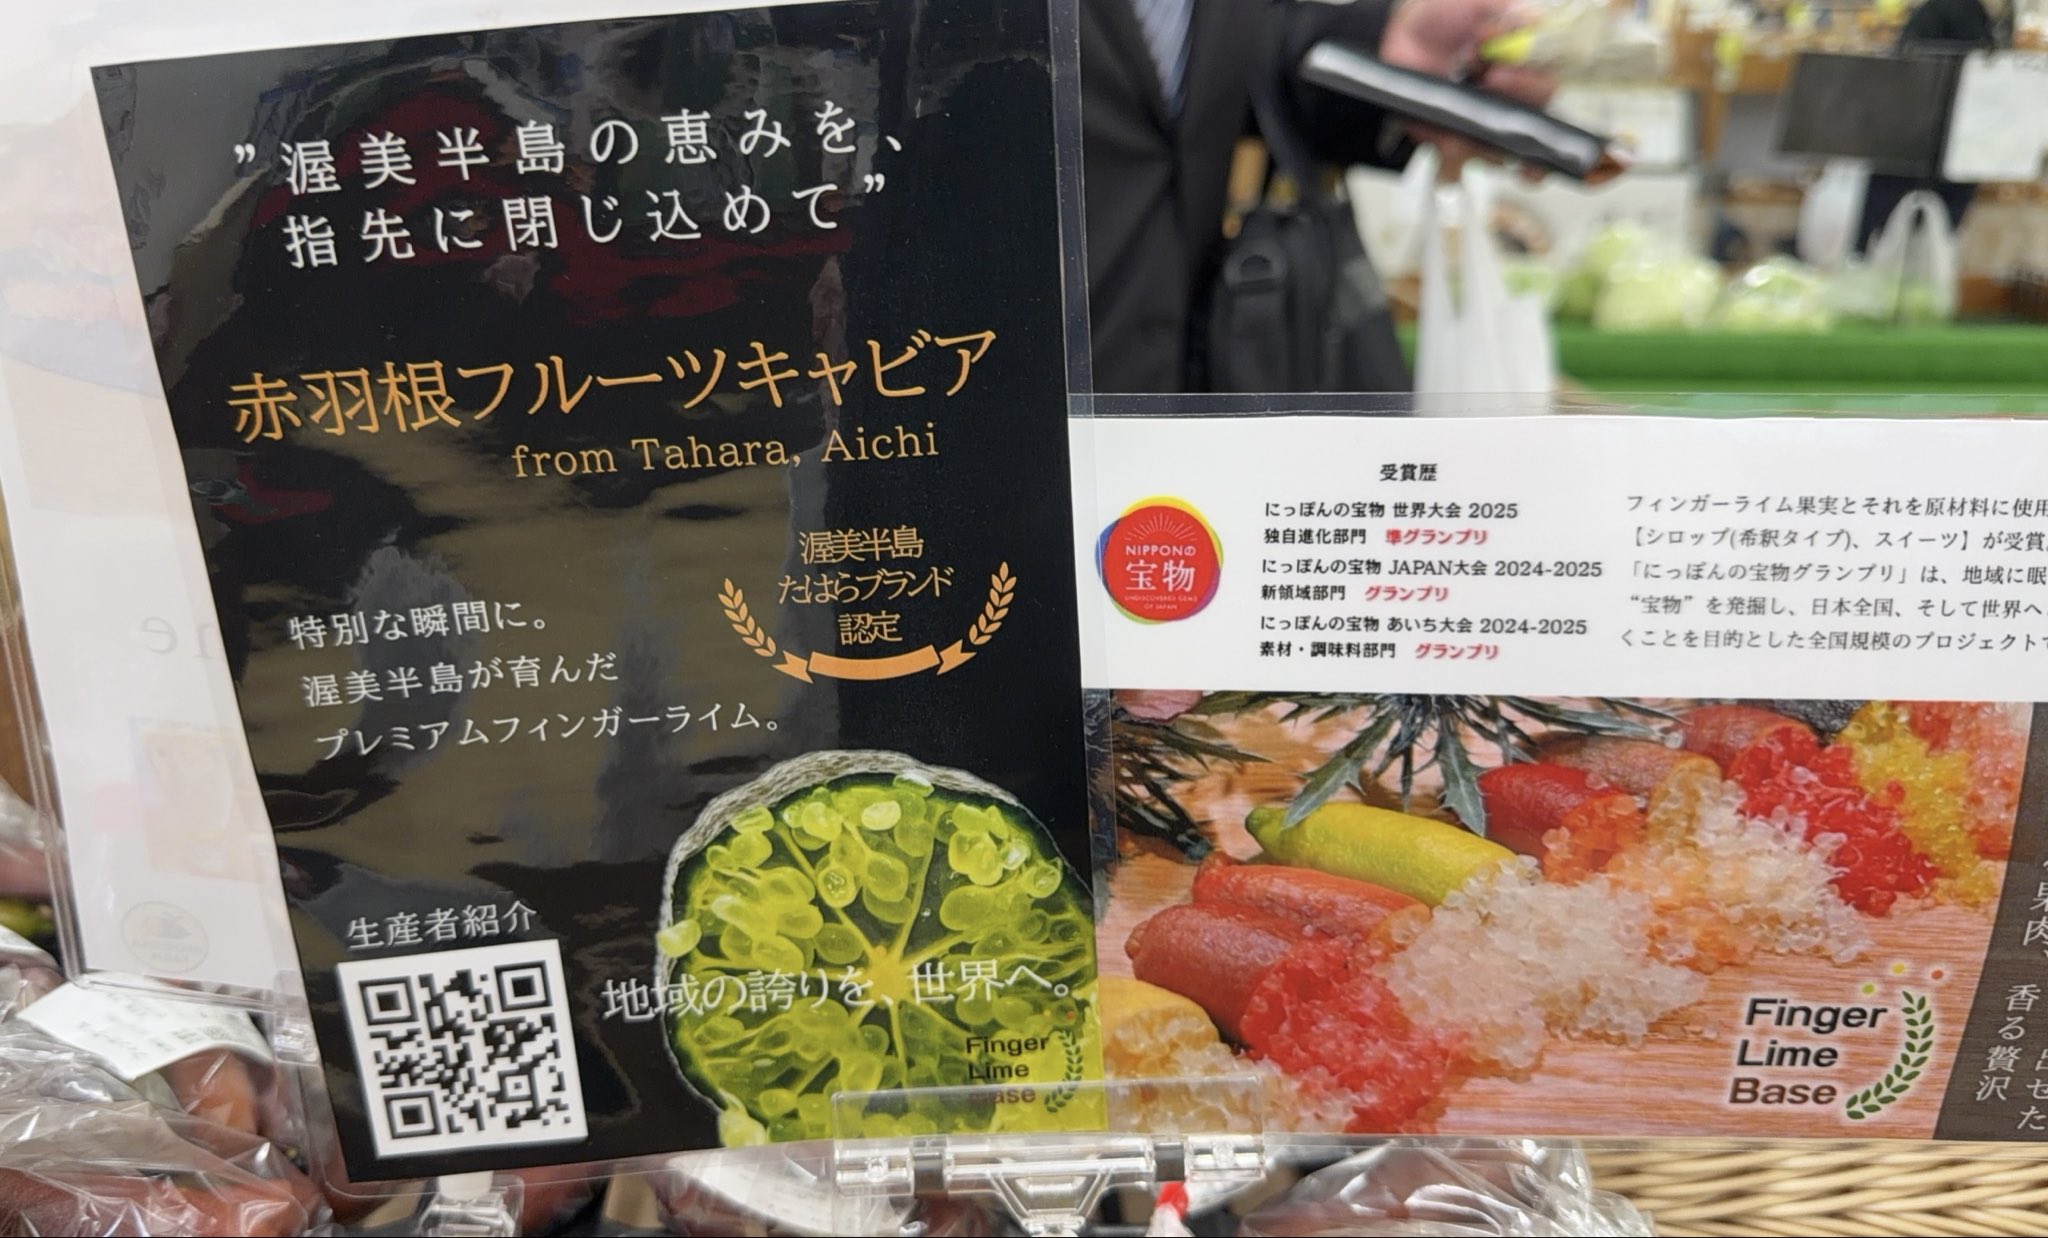 ”渥美半島の恵みを、
指先に閉じ込めて”
赤羽根フルーツキャビア
from Tahara, Aichi
渥美半島
たはらブランド
認定
特別な瞬間に。
渥美半島が育んだ
プレミアムフィンガーライム。
生産者紹介
地域の誇りを、世界へ。
Finger
Lime
Base
受賞歴
NIPPONの
宝物
UNDISCOVERED GEMS
OF JAPAN
にっぽんの宝物 世界大会 2025
独自進化部門 準グランプリ
にっぽんの宝物 JAPAN大会 2024-2025
新領域部門 グランプリ
にっぽんの宝物 あいち大会 2024-2025
素材・調味料部門 グランプリ
フィンガーライム果実とそれを原材料に使用
【シロップ(希釈タイプ)、スイーツ】が受賞
「にっぽんの宝物グランプリ」は、地域に眠
“宝物”を発掘し、日本全国、そして世界へ
くことを目的とした全国規模のプロジェクトで
果肉
香る贅沢
Finger
Lime
Base